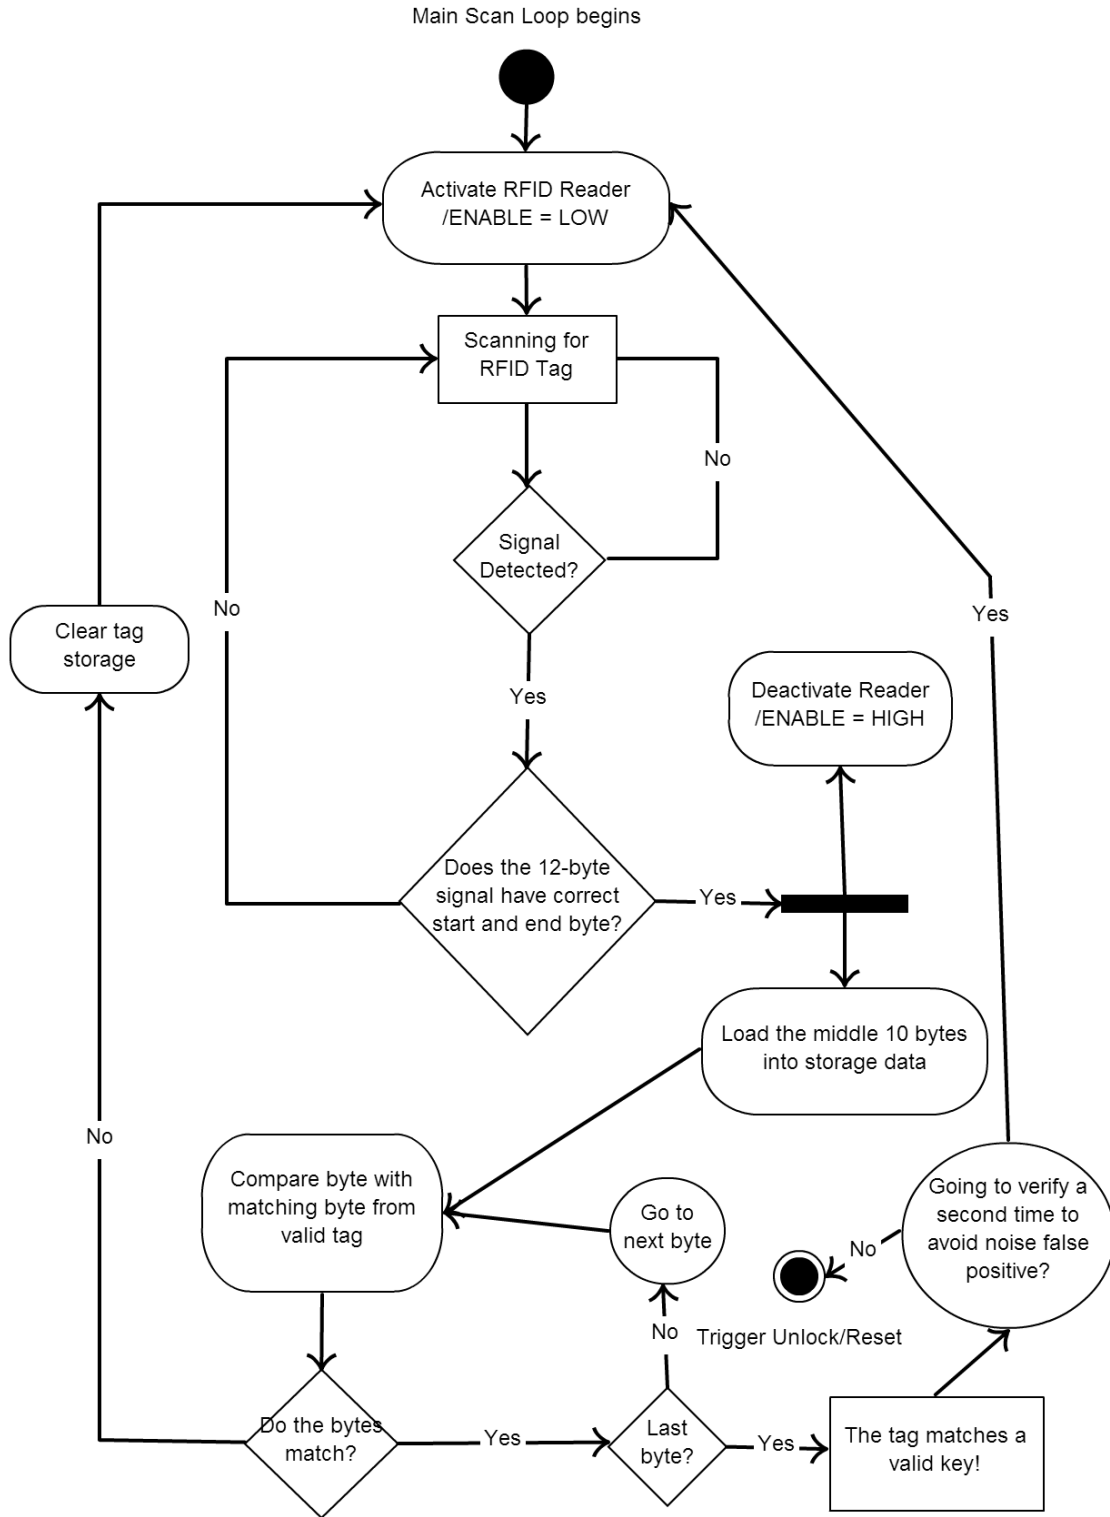 Main Scan Loop begins
Activate RFID Reader
/ENABLE = LOW
Scanning for
RFID Tag
No
Signal
Detected?
No
Yes
Clear tag
storage
Yes
Deactivate Reader
/ENABLE = HIGH
Does the 12-byte
signal have correct
start and end byte?
Yes
Load the middle 10 bytes
into storage data
No
Compare byte with
matching byte from
valid tag
Go to
next byte
Going to verify a
second time to
avoid noise false
positive?
No
Trigger Unlock/Reset
No
Do the bytes
match?
Yes
Last
byte?
Yes
The tag matches a
valid key!